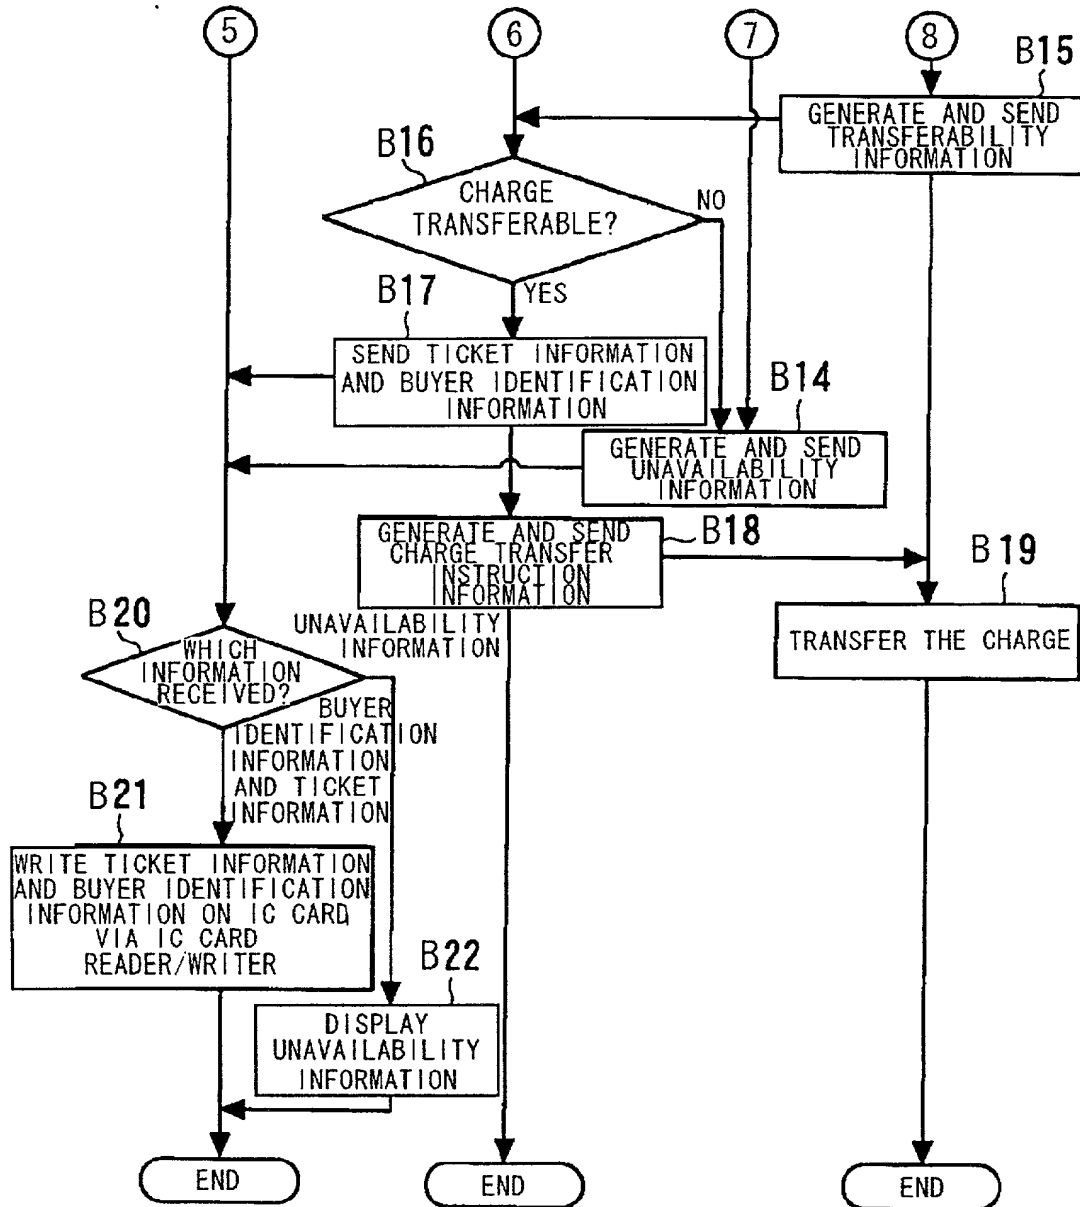 5
6
7
8
B15
GENERATE AND SEND
TRANSFERABILITY
INFORMATION
B16
CHARGE
TRANSFERABLE?
NO
YES
B17
SEND TICKET INFORMATION
AND BUYER IDENTIFICATION
INFORMATION
B14
GENERATE AND SEND
UNAVAILABILITY
INFORMATION
B18
GENERATE AND SEND
CHARGE TRANSFER
INSTRUCTION
INFORMATION
B19
TRANSFER THE CHARGE
B20
WHICH
INFORMATION
RECEIVED?
UNAVAILABILITY
INFORMATION
BUYER
IDENTIFICATION
INFORMATION
AND TICKET
INFORMATION
B21
WRITE TICKET INFORMATION
AND BUYER IDENTIFICATION
INFORMATION ON IC CARD
VIA IC CARD
READER/WRITER
B22
DISPLAY
UNAVAILABILITY
INFORMATION
END
END
END